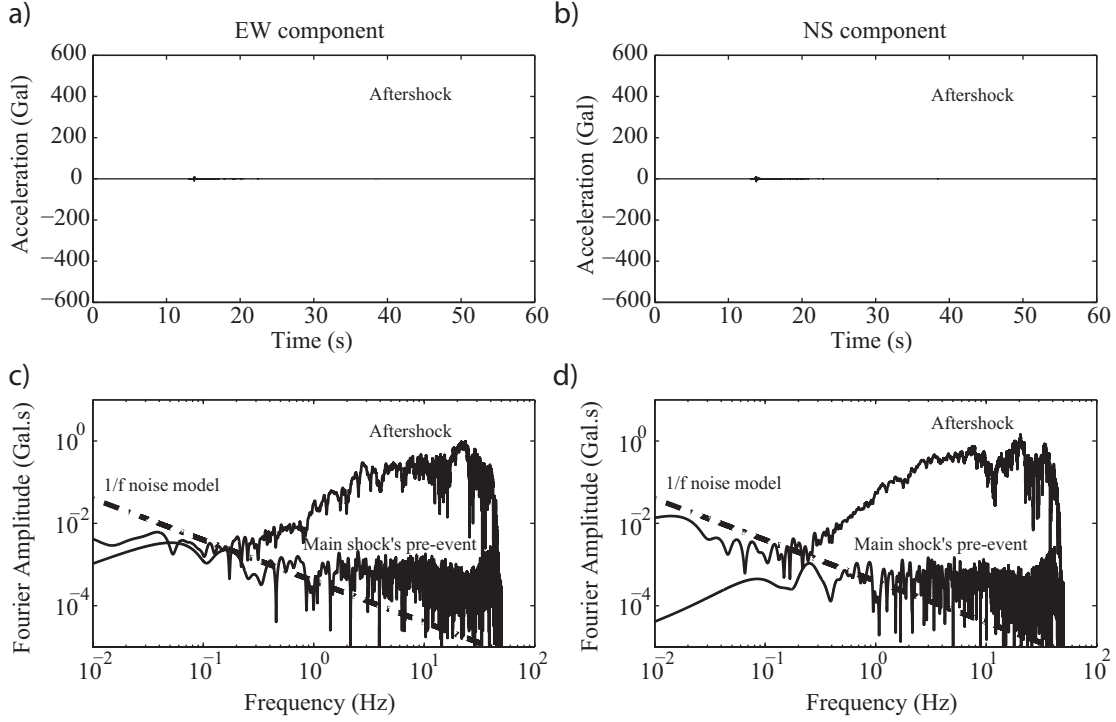 a)
EW component
600
400
200
0
−200
−400
−600
Acceleration (Gal)
Aftershock
0 10 20 30 40 50 60
Time (s)
b)
NS component
600
400
200
0
−200
−400
−600
Acceleration (Gal)
Aftershock
0 10 20 30 40 50 60
Time (s)
c)
Fourier Amplitude (Gal.s)
10^0
10^−2
10^−4
Aftershock
1/f noise model
Main shock's pre-event
10^−2 10^−1 10^0 10^1 10^2
Frequency (Hz)
d)
Fourier Amplitude (Gal.s)
10^0
10^−2
10^−4
Aftershock
1/f noise model
Main shock's pre-event
10^−2 10^−1 10^0 10^1 10^2
Frequency (Hz)